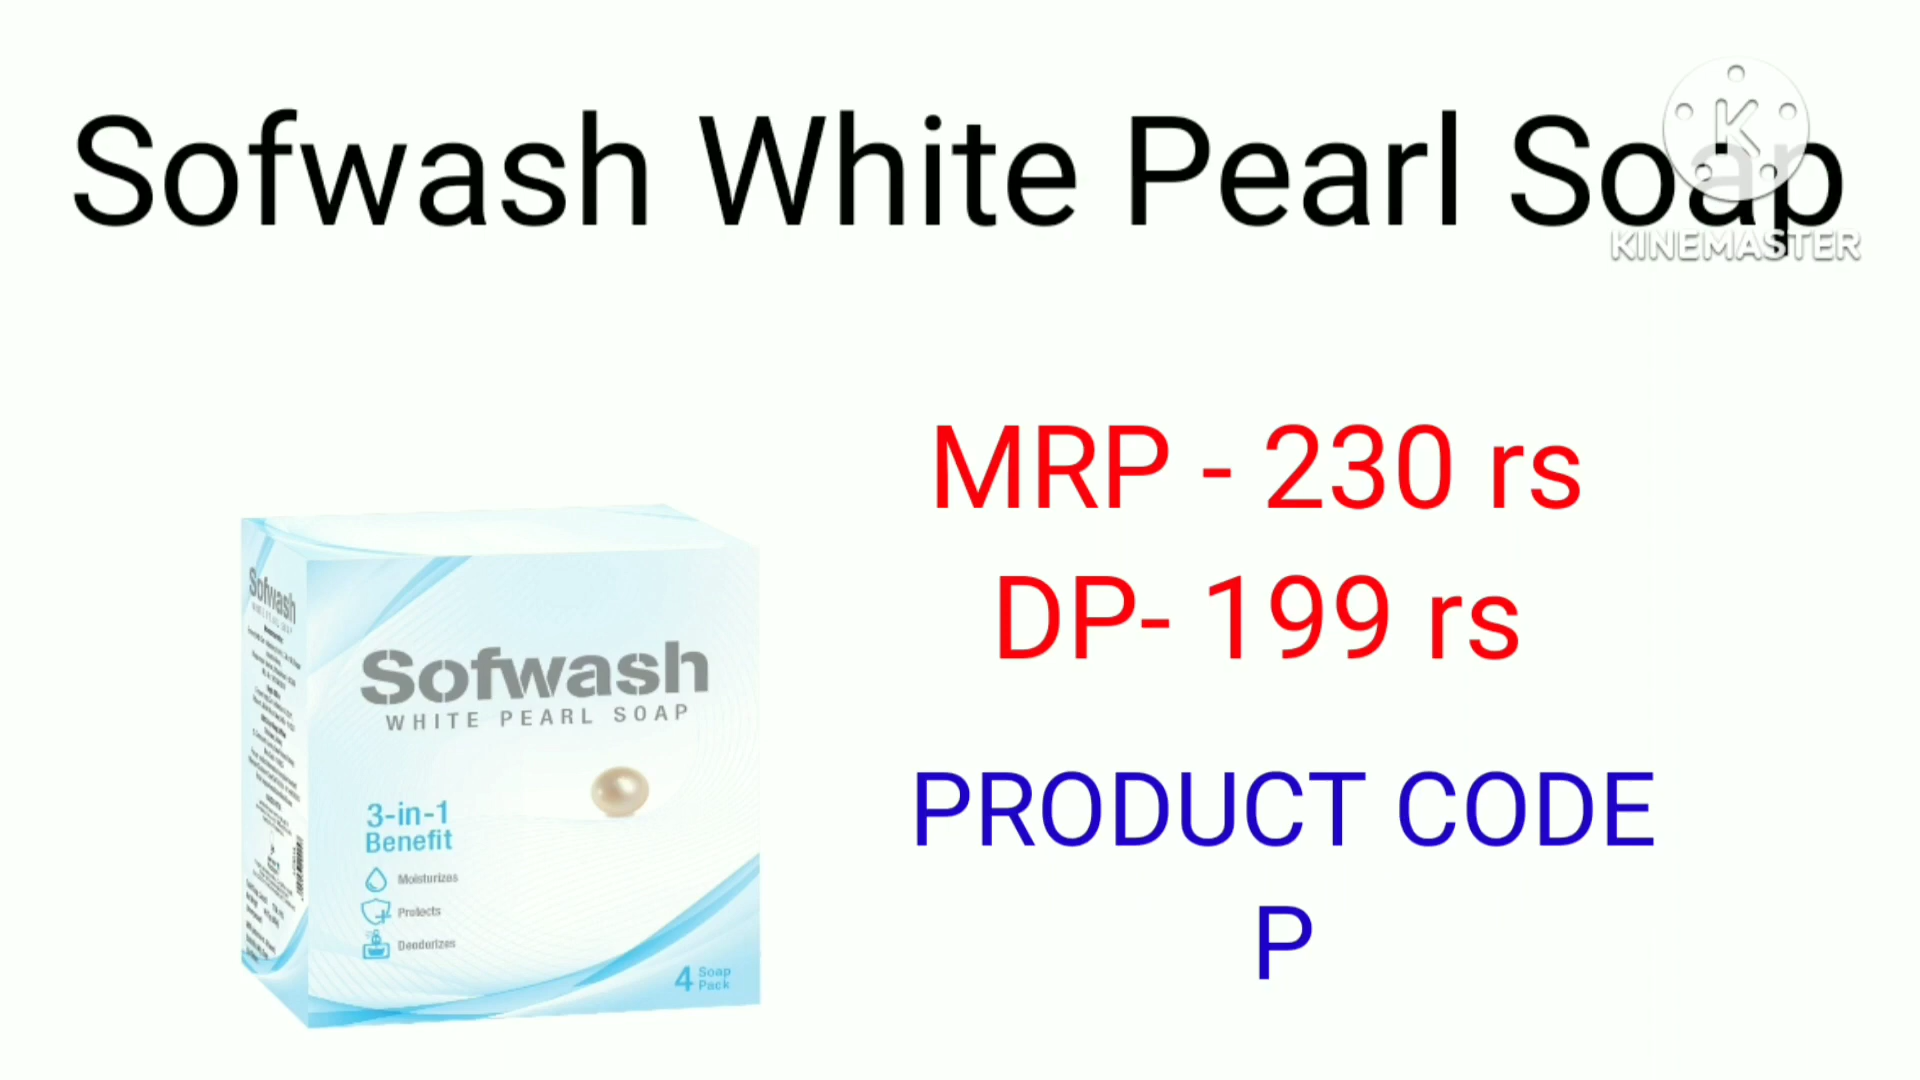 Sofwash White Pearl Soap
KINEMASTER
MRP - 230 rs
DP- 199 rs
PRODUCT CODE
P
Sofwash
Sofwash
WHITE PEARL SOAP
3-in-1
Benefit
Moisturizes
Protects
Deodorizes
4 Soap
Pack